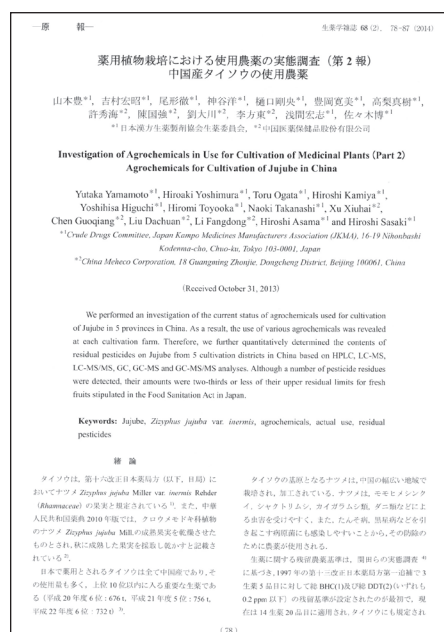 ―原　　報―
生薬学雑誌 68 (2), 78-87 (2014)
薬用植物栽培における使用農薬の実態調査（第 2 報）
中国産タイソウの使用農薬
山本豊*1，吉村宏昭*1，尾形徹*1，神谷洋*1，樋口剛央*1，豊岡寛美*1，高梨真樹*1，
許秀海*2，陳国強*2，劉大川*2，李方東*2，浅間宏志*1，佐々木博*1
*1日本漢方生薬製剤協会生薬委員会，*2中国医薬保健品股份有限公司
Investigation of Agrochemicals in Use for Cultivation of Medicinal Plants (Part 2)
Agrochemicals for Cultivation of Jujube in China
Yutaka Yamamoto*1, Hiroaki Yoshimura*1, Toru Ogata*1, Hiroshi Kamiya*1,
Yoshihisa Higuchi*1, Hiromi Toyooka*1, Naoki Takanashi*1, Xu Xiuhai*2,
Chen Guoqiang*2, Liu Dachuan*2, Li Fangdong*2, Hiroshi Asama*1 and Hiroshi Sasaki*1
*1Crude Drugs Committee, Japan Kampo Medicines Manufacturers Association (JKMA), 16-19 Nihonbashi
Kodenma-cho, Chuo-ku, Tokyo 103-0001, Japan
*2China Meheco Corporation, 18 Guangming Zhonjie, Dongcheng District, Beijing 100061, China
(Received October 31, 2013)
We performed an investigation of the current status of agrochemicals used for cultivation
of Jujube in 5 provinces in China. As a result, the use of various agrochemicals was revealed
at each cultivation farm. Therefore, we further quantitatively determined the contents of
residual pesticides on Jujube from 5 cultivation districts in China based on HPLC, LC-MS,
LC-MS/MS, GC, GC-MS and GC-MS/MS analyses. Although a number of pesticide residues
were detected, their amounts were two-thirds or less of their upper residual limits for fresh
fruits stipulated in the Food Sanitation Act in Japan.
Keywords: Jujube, Zizyphus jujuba var. inermis, agrochemicals, actual use, residual
pesticides
緒　論
タイソウは，第十六改正日本薬局方（以下，日局）に
おいてナツメ Zizyphus jujuba Miller var. inermis Rehder
(Rhamnaceae) の果実と規定されている 1)．また，中華
人民共和国薬典 2010 年版では，クロウメモドキ科植物
のナツメ Zizyphus jujuba Mill.の成熟果実を乾燥させた
ものとされ，秋に成熟した果実を採取し乾かすと記載さ
れている 2)．
日本で薬用とされるタイソウは全て中国産であり，そ
の使用量も多く，上位 10 位以内に入る重要な生薬であ
る（平成 20 年度 6 位：676 t，平成 21 年度 5 位：756 t，
平成 22 年度 6 位：732 t）3)．
タイソウの基原となるナツメは，中国の幅広い地域で
栽培され，加工されている．ナツメは，モモヒメシンク
イ，シャクトリムシ，カイガラムシ類，ダニ類などに
よる虫害を受けやすく，また，たんそ病，黒星病などを引
き起こす病原菌にも感染しやすいことから，その防除の
ために農薬が使用される．
生薬に関する残留農薬基準は，関田らの実態調査 4)
に基づき，1997 年の第十三改正日本薬局方第一追補で 3
生薬 5 品目に対して総 BHC(1)及び総 DDT(2)（いずれも
0.2 ppm 以下）の残留基準が設定されたのが最初で，現
在は 14 生薬 20 品目に適用され，タイソウにも規定され
( 78 )